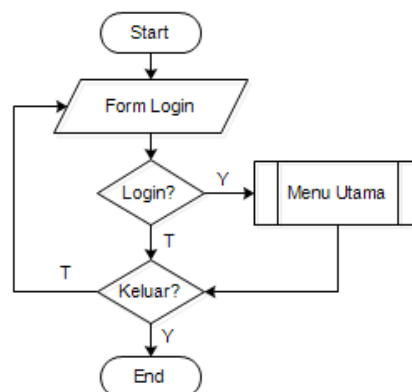 Start
Form Login
Login?
Y
Menu Utama
T
T
Keluar?
Y
End